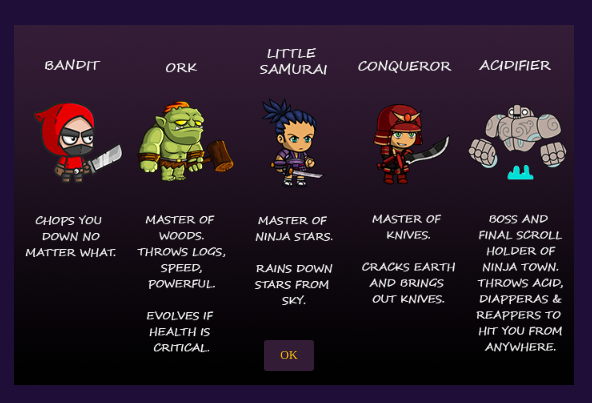 BANDIT
CHOPS YOU
DOWN NO
MATTER WHAT.
ORK
MASTER OF
WOODS.
THROWS LOGS,
SPEED,
POWERFUL.
EVOLVES IF
HEALTH IS
CRITICAL.
LITTLE
SAMURAI
MASTER OF
NINJA STARS.
RAINS DOWN
STARS FROM
SKY.
CONQUEROR
MASTER OF
KNIVES.
CRACKS EARTH
AND BRINGS
OUT KNIVES.
ACIDIFIER
BOSS AND
FINAL SCROLL
HOLDER OF
NINJA TOWN.
THROWS ACID,
DIAPPERAS &
REAPPERS TO
HIT YOU FROM
ANYWHERE.
OK